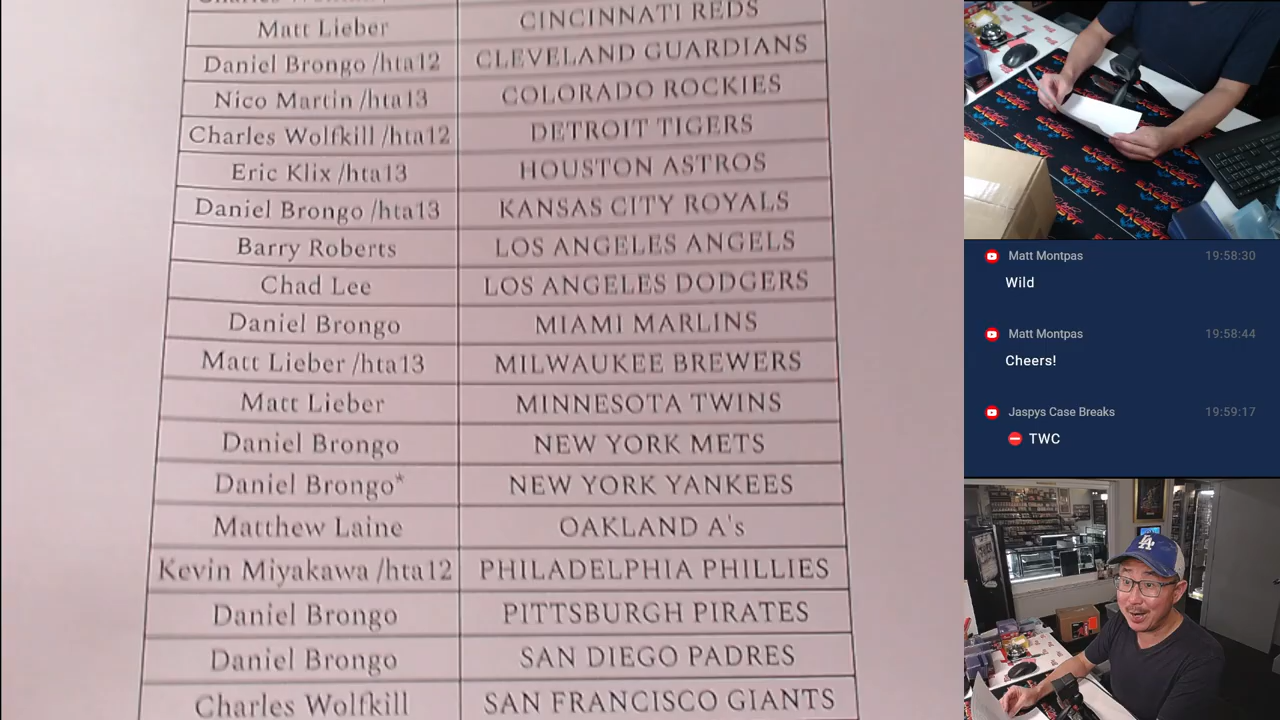 Matt Lieber CINCINNATI REDS
Daniel Brongo /hta12 CLEVELAND GUARDIANS
Nico Martin /hta13 COLORADO ROCKIES
Charles Wolfkill /hta12 DETROIT TIGERS
Eric Klix /hta13 HOUSTON ASTROS
Daniel Brongo /hta13 KANSAS CITY ROYALS
Barry Roberts LOS ANGELES ANGELS
Chad Lee LOS ANGELES DODGERS
Daniel Brongo MIAMI MARLINS
Matt Lieber /hta13 MILWAUKEE BREWERS
Matt Lieber MINNESOTA TWINS
Daniel Brongo NEW YORK METS
Daniel Brongo* NEW YORK YANKEES
Matthew Laine OAKLAND A's
Kevin Miyakawa /hta12 PHILADELPHIA PHILLIES
Daniel Brongo PITTSBURGH PIRATES
Daniel Brongo SAN DIEGO PADRES
Charles Wolfkill SAN FRANCISCO GIANTS
Matt Montpas 19:58:30
Wild
Matt Montpas 19:58:44
Cheers!
Jaspys Case Breaks 19:59:17
TWC
LA